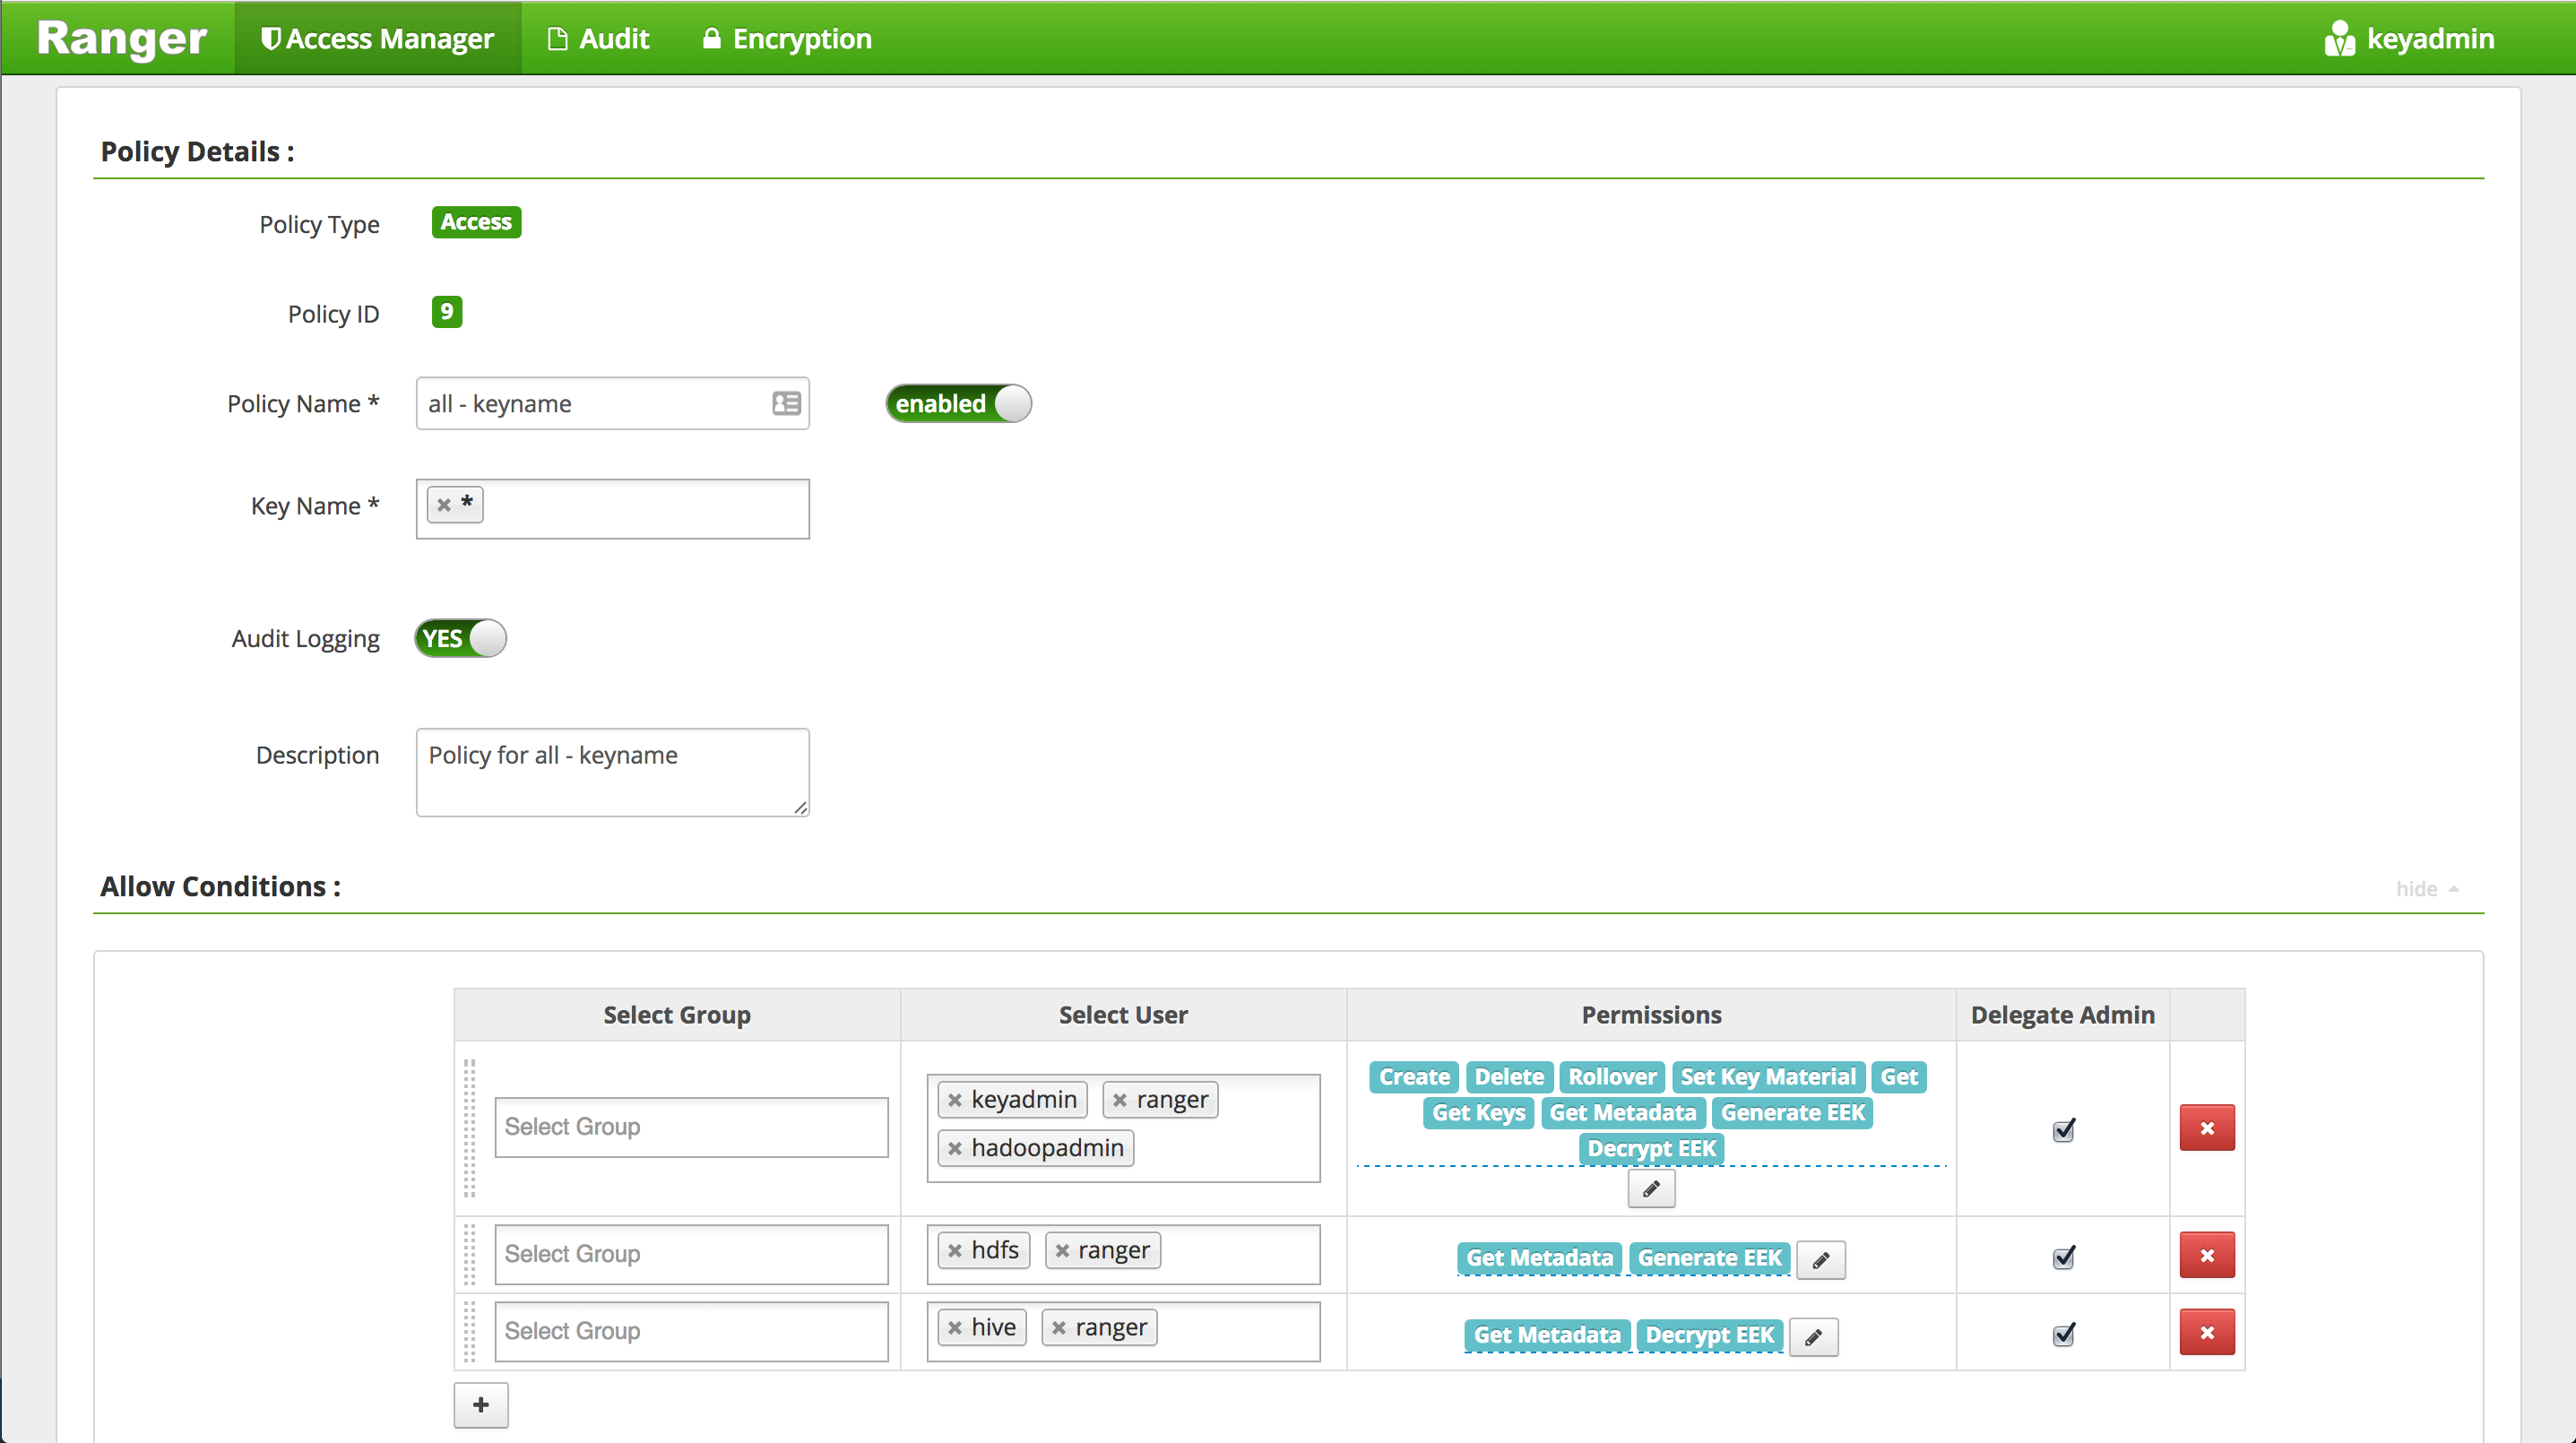 Ranger Access Manager Audit Encryption keyadmin
Policy Details :
Policy Type Access
Policy ID 9
Policy Name * all - keyname enabled
Key Name * *
Audit Logging YES
Description Policy for all - keyname
Allow Conditions : hide
Select Group Select User Permissions Delegate Admin
Select Group keyadmin ranger hadoopadmin Create Delete Rollover Set Key Material Get Get Keys Get Metadata Generate EEK Decrypt EEK
Select Group hdfs ranger Get Metadata Generate EEK
Select Group hive ranger Get Metadata Decrypt EEK
+